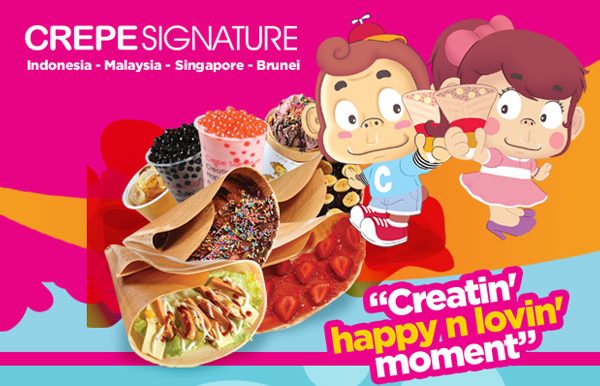 CREPE SIGNATURE
Indonesia - Malaysia - Singapore - Brunei
C
"Creatin'
happy n lovin'
moment"